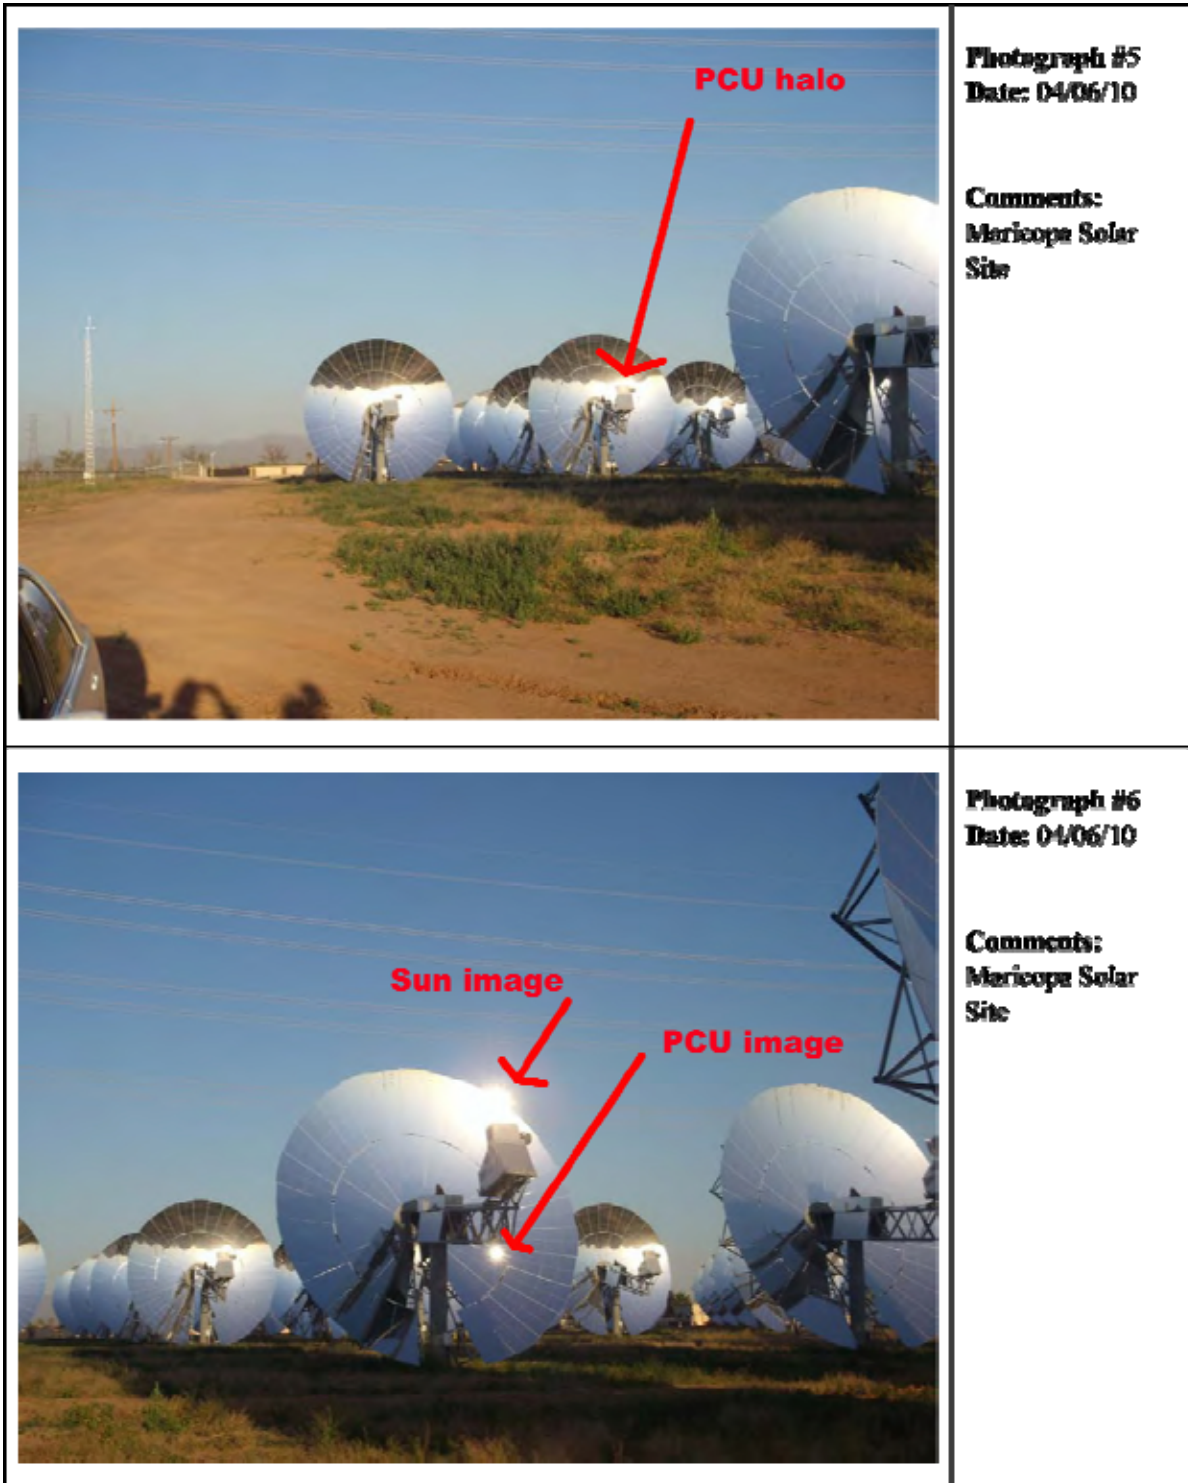 PCU halo
Photograph #5
Date: 04/06/10
Comments:
Maricopa Solar
Site
Sun image
PCU image
Photograph #6
Date: 04/06/10
Comments:
Maricopa Solar
Site